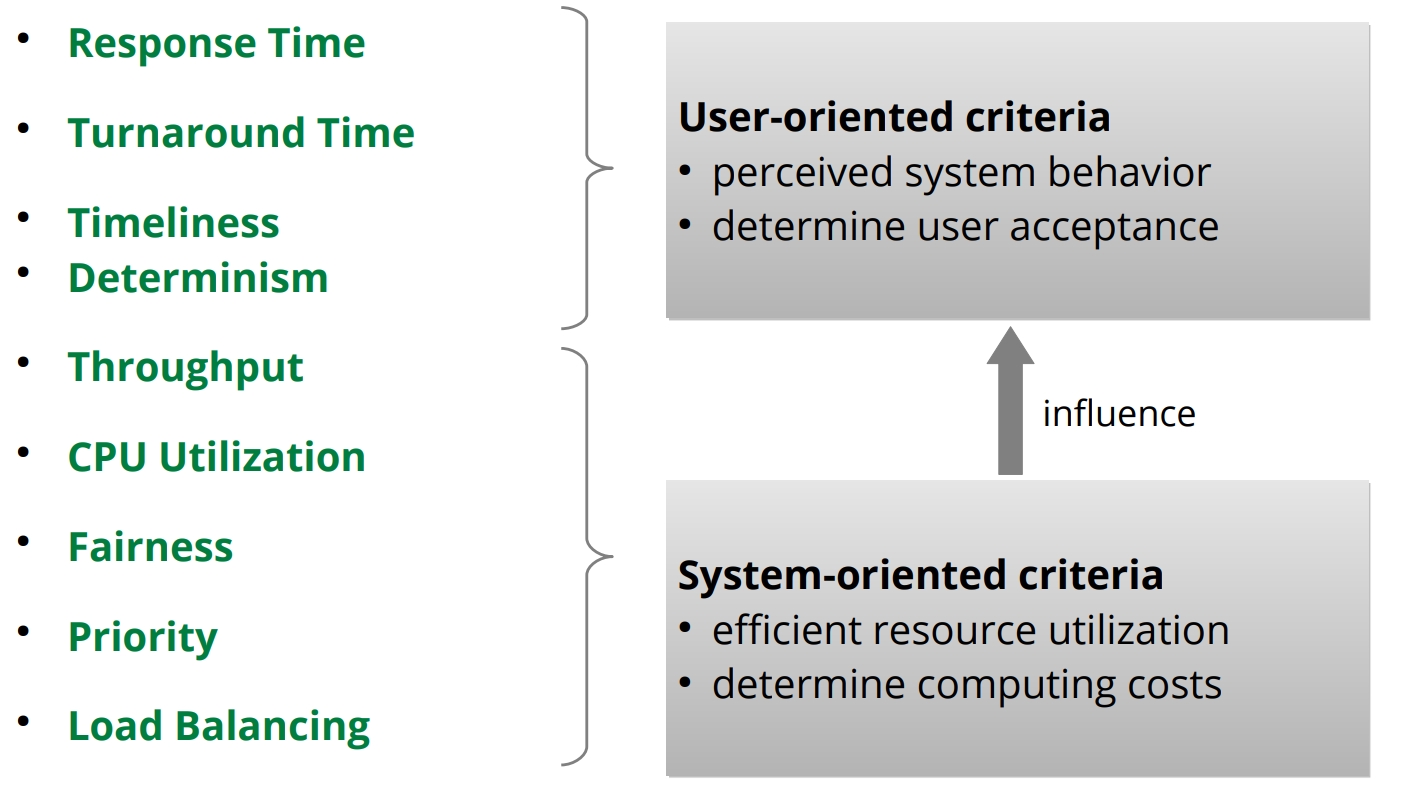 • Response Time
• Turnaround Time
• Timeliness
• Determinism
• Throughput
• CPU Utilization
• Fairness
• Priority
• Load Balancing
User-oriented criteria
• perceived system behavior
• determine user acceptance
influence
System-oriented criteria
• efficient resource utilization
• determine computing costs